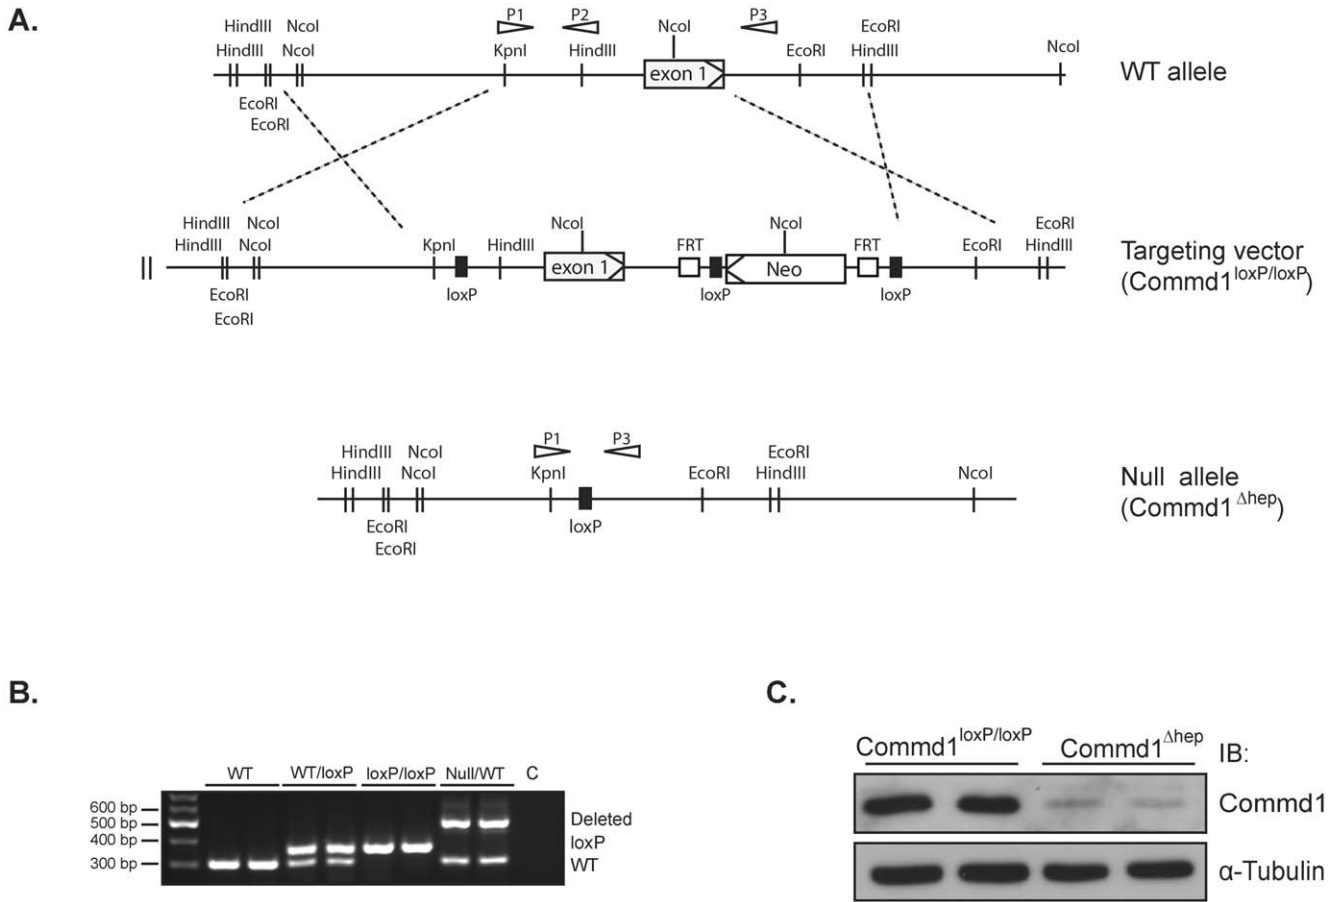 A.
P1 P2 P3
HindIII NcoI NcoI EcoRI
HindIII NcoI KpnI HindIII EcoRI HindIII NcoI
exon 1
WT allele
EcoRI
EcoRI
HindIII NcoI NcoI NcoI EcoRI
HindIII NcoI KpnI HindIII FRT FRT EcoRI HindIII
exon 1 Neo
Targeting vector
(Commd1loxP/loxP)
EcoRI loxP loxP loxP
EcoRI
P1 P3
HindIII NcoI EcoRI
HindIII NcoI KpnI EcoRI HindIII NcoI
Null allele
(Commd1Δhep)
EcoRI loxP
EcoRI
B.
WT WT/loxP loxP/loxP Null/WT C
600 bp
500 bp Deleted
400 bp loxP
300 bp WT
C.
Commd1loxP/loxP Commd1Δhep IB:
Commd1
α-Tubulin